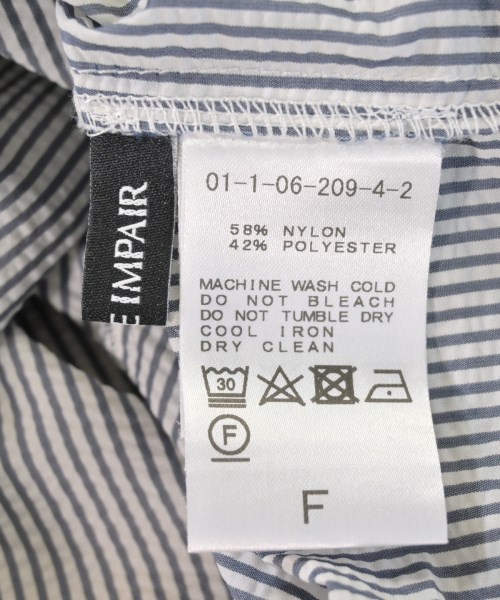 E IMPAIR
01-1-06-209-4-2
58% NYLON
42% POLYESTER
MACHINE WASH COLD
DO NOT BLEACH
DO NOT TUMBLE DRY
COOL IRON
DRY CLEAN
30
F
F